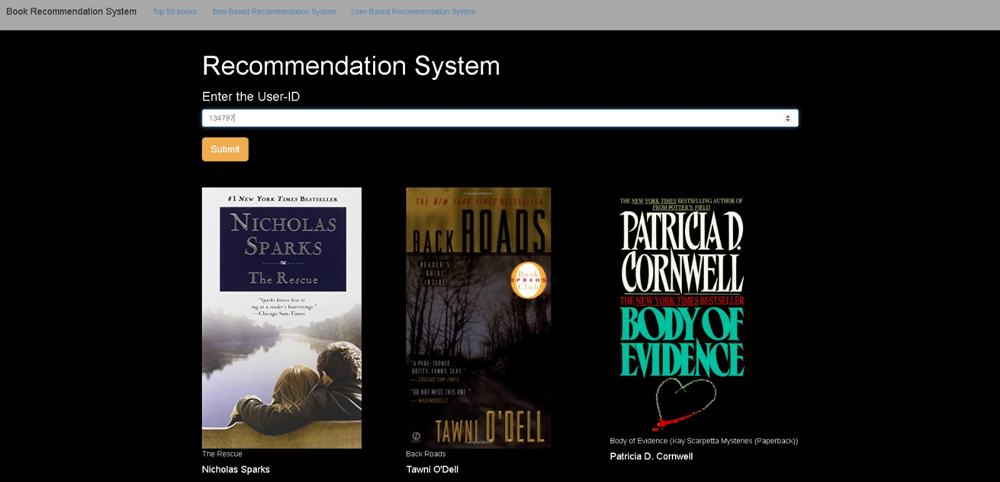 Book Recommendation System
Top 50 books
Item-Based Recommendation System
User-Based Recommendation System
Recommendation System
Enter the User-ID
134797
Submit
#1 NEW YORK TIMES BESTSELLER
NICHOLAS
SPARKS
The Rescue
"Sparks knows how to
tug at a reader's heartstrings."
—Chicago Sun-Times
The Rescue
Nicholas Sparks
Copyrighted Material
THE NEW YORK TIMES BESTSELLER
BACK ROADS
READER'S
GUIDE
INSIDE
Book
OPRAH'S
Club
"A PAGE-TURNER...
GRITTY, FUNNY, SEXY."
—CHICAGO SUN-TIMES
"DO NOT MISS THIS ONE."
—MADEMOISELLE
SIGNET
TAWNI O'DELL
Copyrighted Material
Back Roads
Tawni O'Dell
THE NEW YORK TIMES BESTSELLING AUTHOR OF
FROM POTTER'S FIELD
PATRICIA D.
CORNWELL
THE NEW YORK TIMES BESTSELLER
BODY OF
EVIDENCE
Body of Evidence (Kay Scarpetta Mysteries (Paperback))
Patricia D. Cornwell